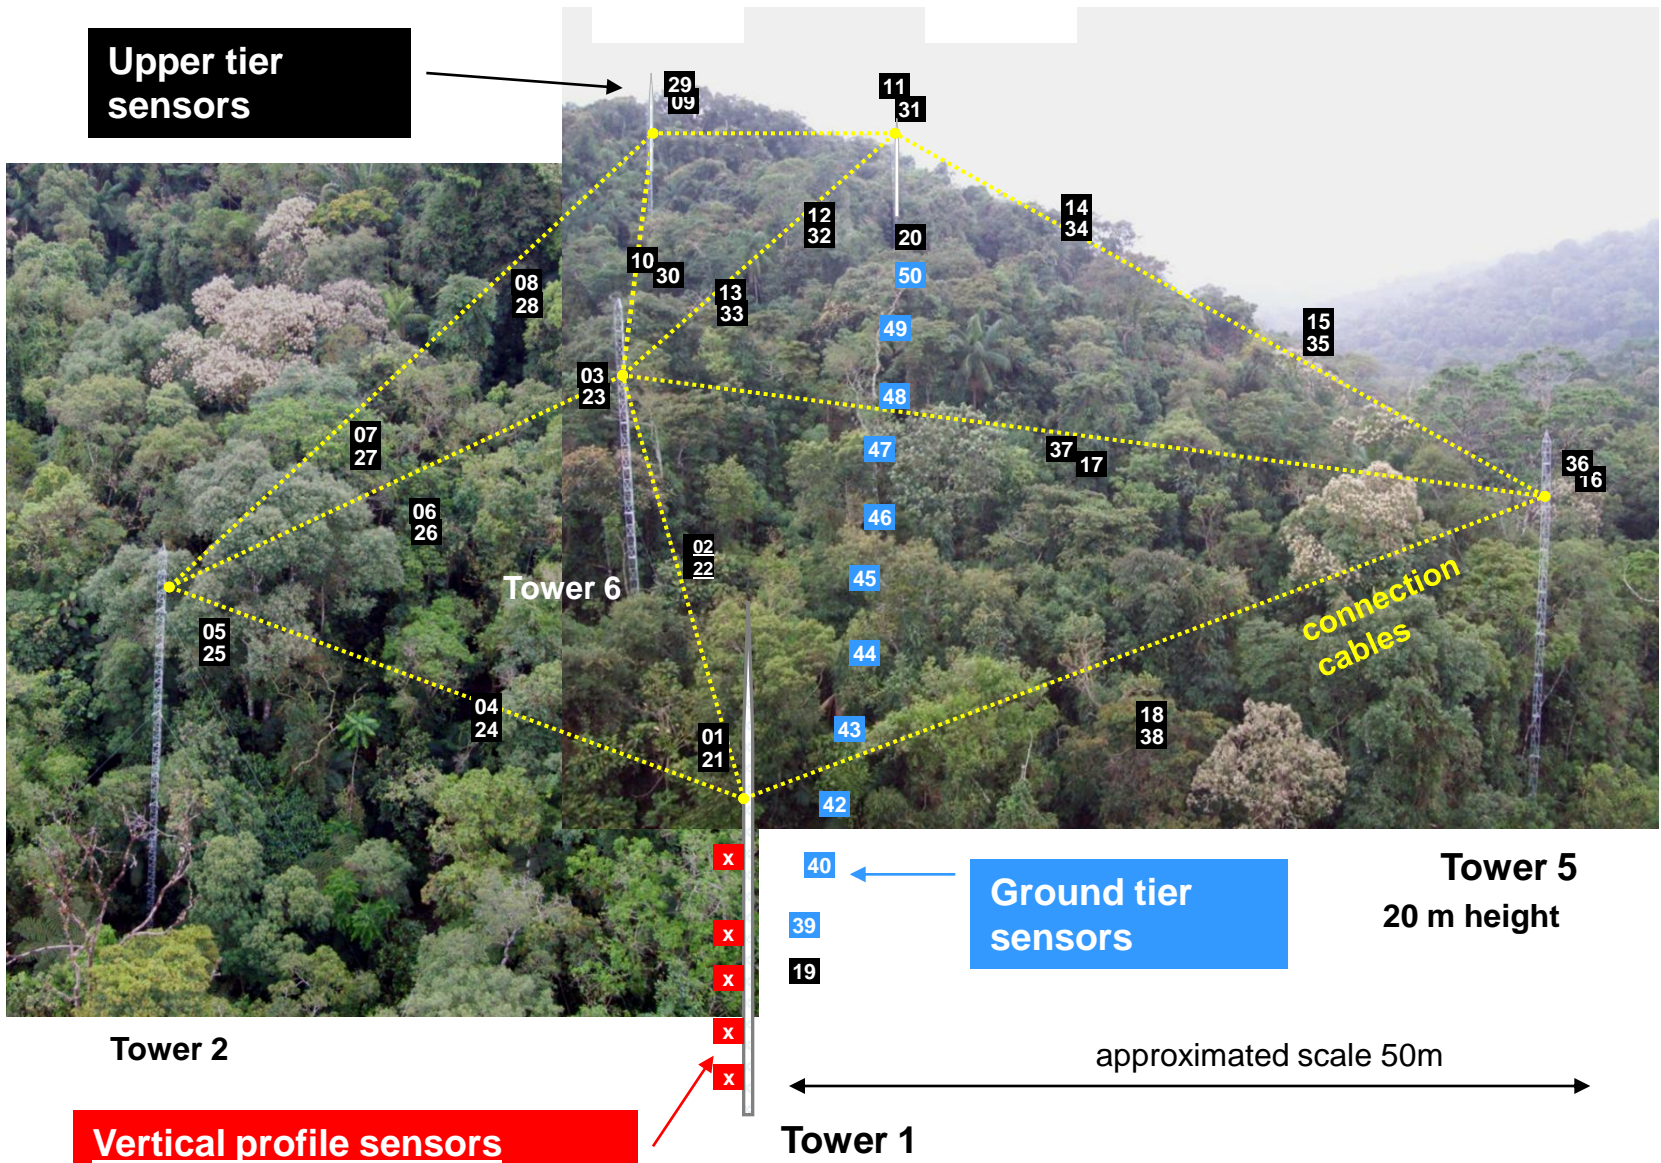 Upper tier
sensors
29
09
11
31
12
32
14
34
20
10
30
50
08
28
13
33
49
15
35
03
23
48
07
27
47
37
17
36
16
06
26
46
02
22
45
Tower 6
connection
cables
05
25
44
04
24
01
21
43
18
38
42
x
40
Ground tier
sensors
Tower 5
20 m height
x
39
x
19
x
Tower 2
approximated scale 50m
x
Vertical profile sensors
Tower 1